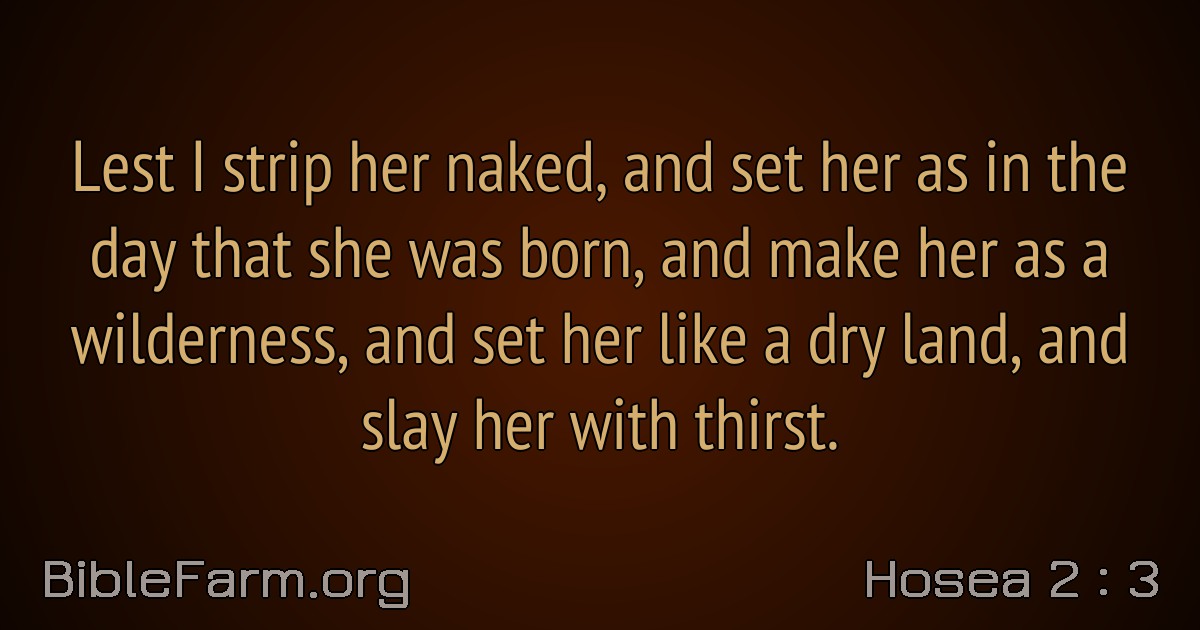 Lest I strip her naked, and set her as in the
day that she was born, and make her as a
wilderness, and set her like a dry land, and
slay her with thirst.
BibleFarm.org
Hosea 2 : 3